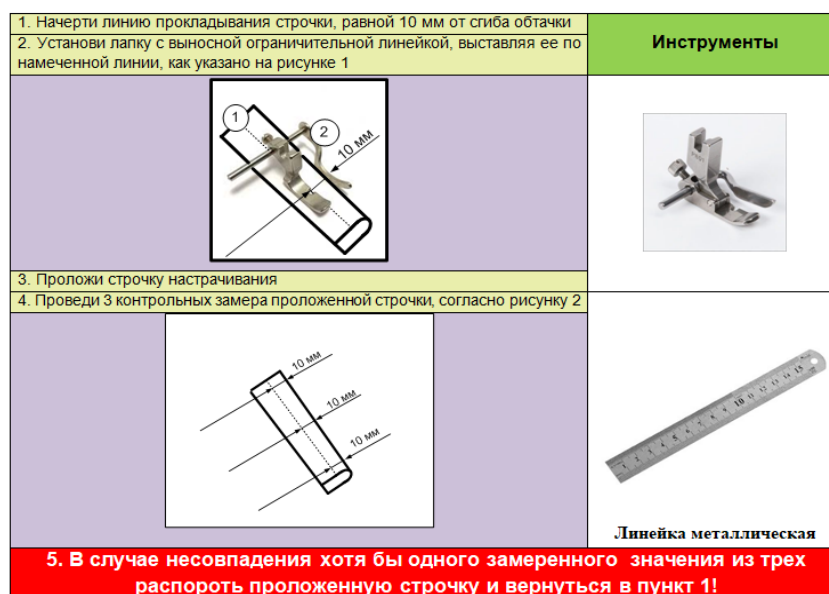 1. Начерти линию прокладывания строчки, равной 10 мм от сгиба обтачки
2. Установи лапку с выносной ограничительной линейкой, выставляя ее по
намеченной линии, как указано на рисунке 1
Инструменты
1
2
10 мм
3. Проложи строчку настрачивания
4. Проведи 3 контрольных замера проложенной строчки, согласно рисунку 2
10 мм
10 мм
10 мм
Линейка металлическая
5. В случае несовпадения хотя бы одного замеренного значения из трех
распороть проложенную строчку и вернуться в пункт 1!